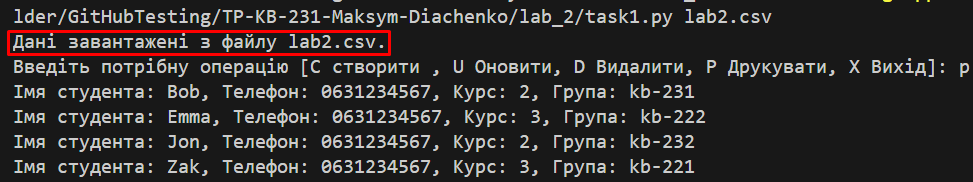 lder/GitHubTesting/TP-KB-231-Maksym-Diachenko/lab_2/task1.py lab2.csv
Дані завантажені з файлу lab2.csv.
Введіть потрібну операцію [C створити , U Оновити, D Видалити, P Друкувати, X Вихід]: p
Імя студента: Bob, Телефон: 0631234567, Курс: 2, Група: kb-231
Імя студента: Emma, Телефон: 0631234567, Курс: 3, Група: kb-222
Імя студента: Jon, Телефон: 0631234567, Курс: 2, Група: kb-232
Імя студента: Zak, Телефон: 0631234567, Курс: 3, Група: kb-221